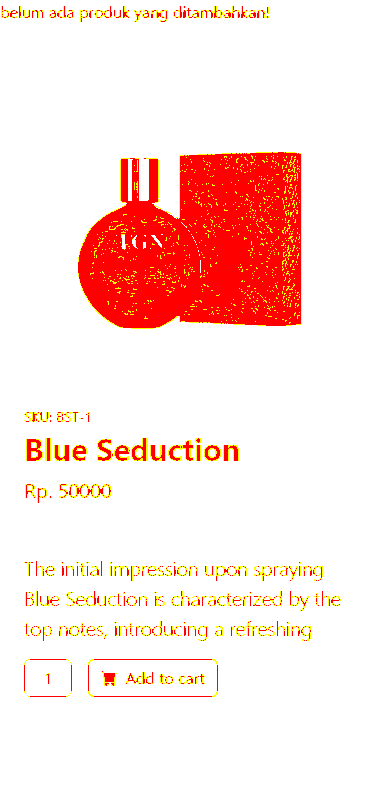 belum ada produk yang ditambahkan!
SKU: BST-1
Blue Seduction
Rp. 50000
The initial impression upon spraying
Blue Seduction is characterized by the
top notes, introducing a refreshing
1
Add to cart